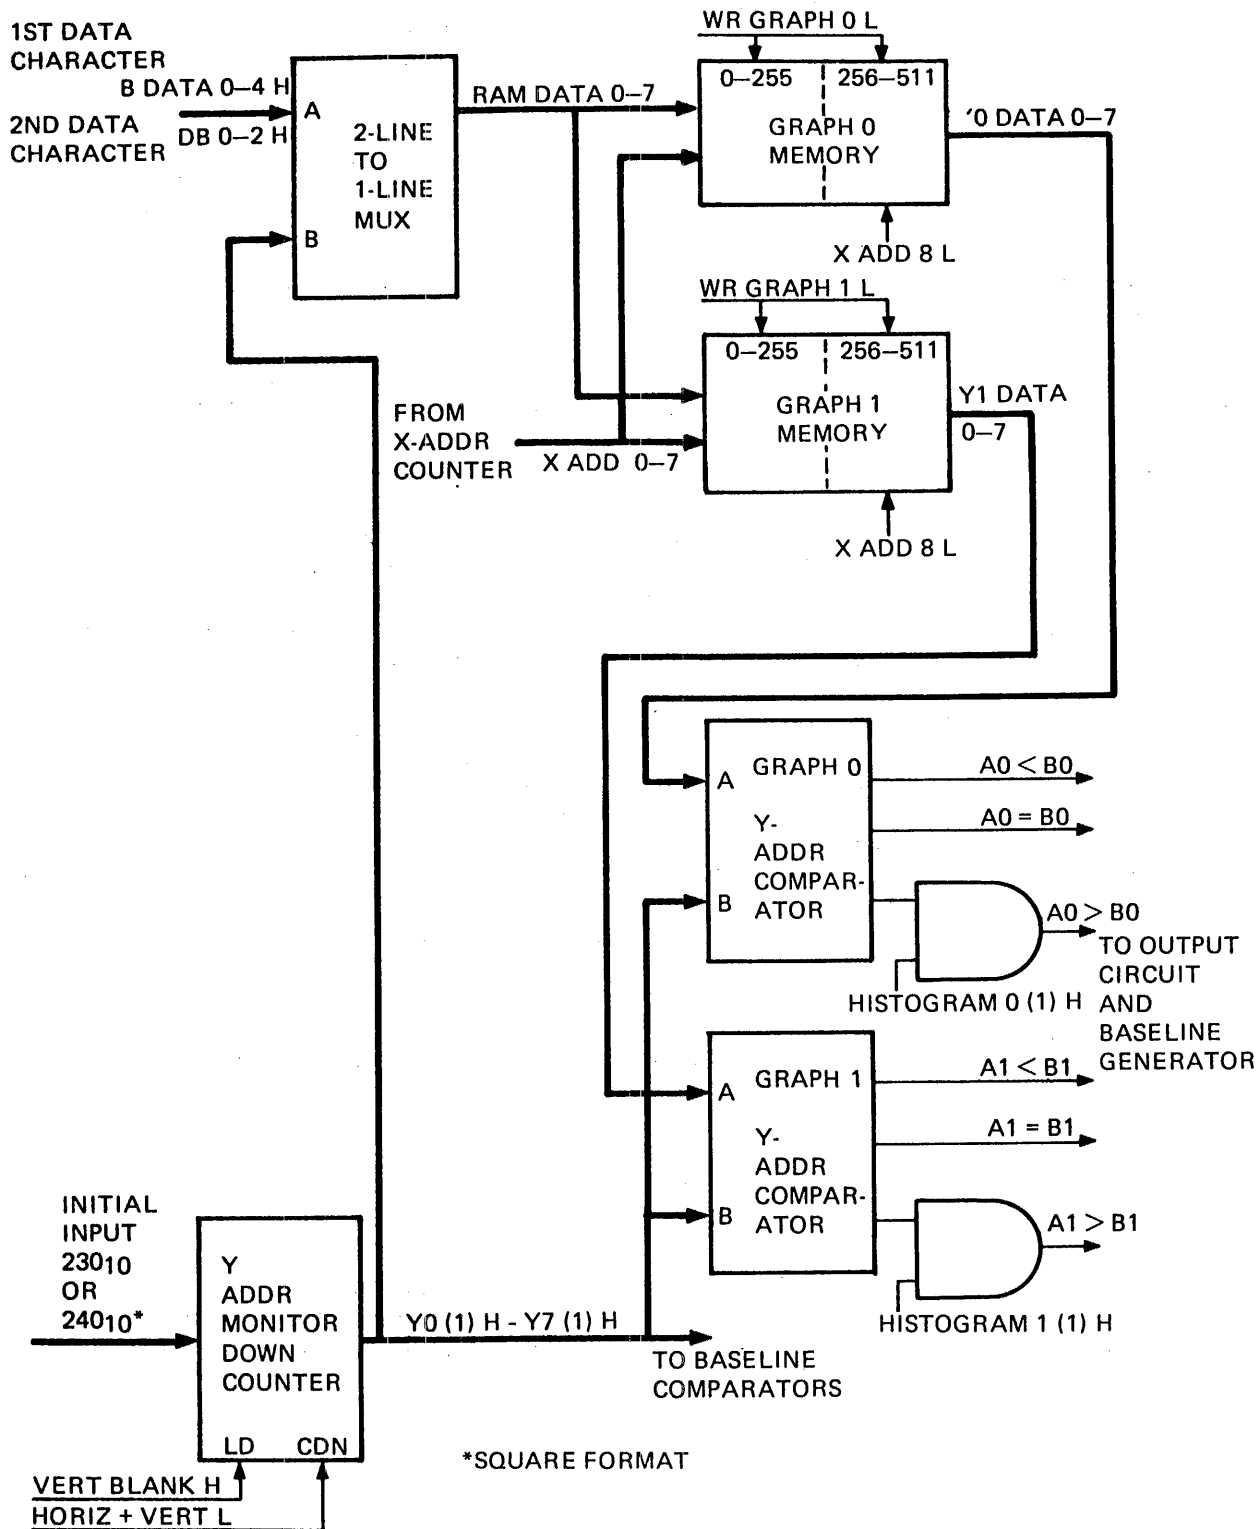 1ST DATA
CHARACTER
B DATA 0–4 H
2ND DATA
CHARACTER
DB 0–2 H
A
B
2-LINE
TO
1-LINE
MUX
RAM DATA 0–7
WR GRAPH 0 L
0–255
256–511
GRAPH 0
MEMORY
'0 DATA 0–7
X ADD 8 L
WR GRAPH 1 L
0–255
256–511
GRAPH 1
MEMORY
Y1 DATA
0–7
FROM
X-ADDR
COUNTER
X ADD 0–7
X ADD 8 L
A
GRAPH 0
Y-
ADDR
COMPAR-
ATOR
B
A0 < B0
A0 = B0
A0 > B0
HISTOGRAM 0 (1) H
TO OUTPUT
CIRCUIT
AND
BASELINE
GENERATOR
A
GRAPH 1
Y-
ADDR
COMPAR-
ATOR
B
A1 < B1
A1 = B1
A1 > B1
HISTOGRAM 1 (1) H
INITIAL
INPUT
230₁₀
OR
240₁₀*
Y
ADDR
MONITOR
DOWN
COUNTER
LD CDN
Y0 (1) H - Y7 (1) H
TO BASELINE
COMPARATORS
*SQUARE FORMAT
VERT BLANK H
HORIZ + VERT L